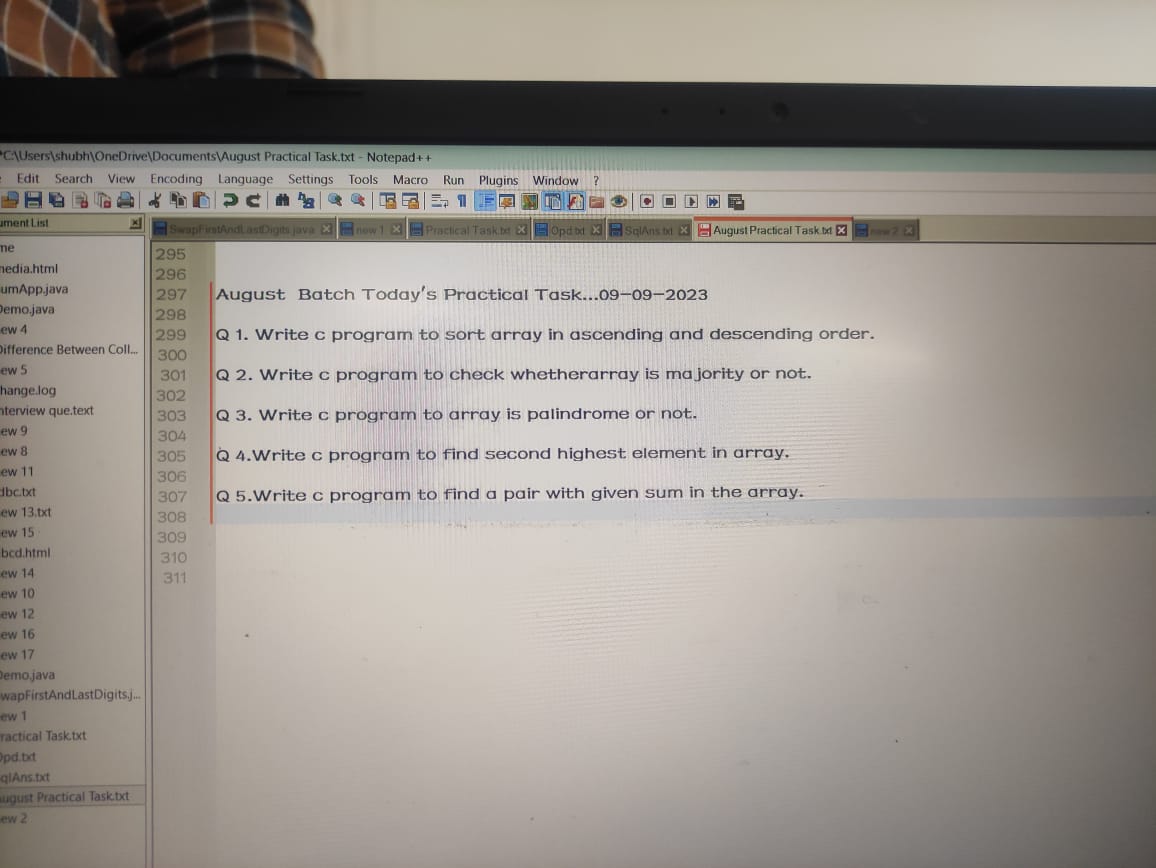 *C:\Users\shubh\OneDrive\Documents\August Practical Task.txt - Notepad++
Edit Search View Encoding Language Settings Tools Macro Run Plugins Window ?
ument List
SwapFirstAndLastDigits.java new 1 Practical Task.txt Opd.txt SqlAns.txt August Practical Task.txt new 2
me
nedia.html
umApp.java
Demo.java
ew 4
Difference Between Coll...
ew 5
hange.log
nterview que.text
ew 9
ew 8
ew 11
dbc.txt
ew 13.txt
ew 15
bcd.html
ew 14
ew 10
ew 12
ew 16
ew 17
Demo.java
wapFirstAndLastDigits.j...
ew 1
ractical Task.txt
Opd.txt
qlAns.txt
ugust Practical Task.txt
ew 2
295
296
297 August Batch Today's Practical Task...09-09-2023
298
299 Q 1. Write c program to sort array in ascending and descending order.
300
301 Q 2. Write c program to check whetherarray is majority or not.
302
303 Q 3. Write c program to array is palindrome or not.
304
305 Q 4.Write c program to find second highest element in array.
306
307 Q 5.Write c program to find a pair with given sum in the array.
308
309
310
311